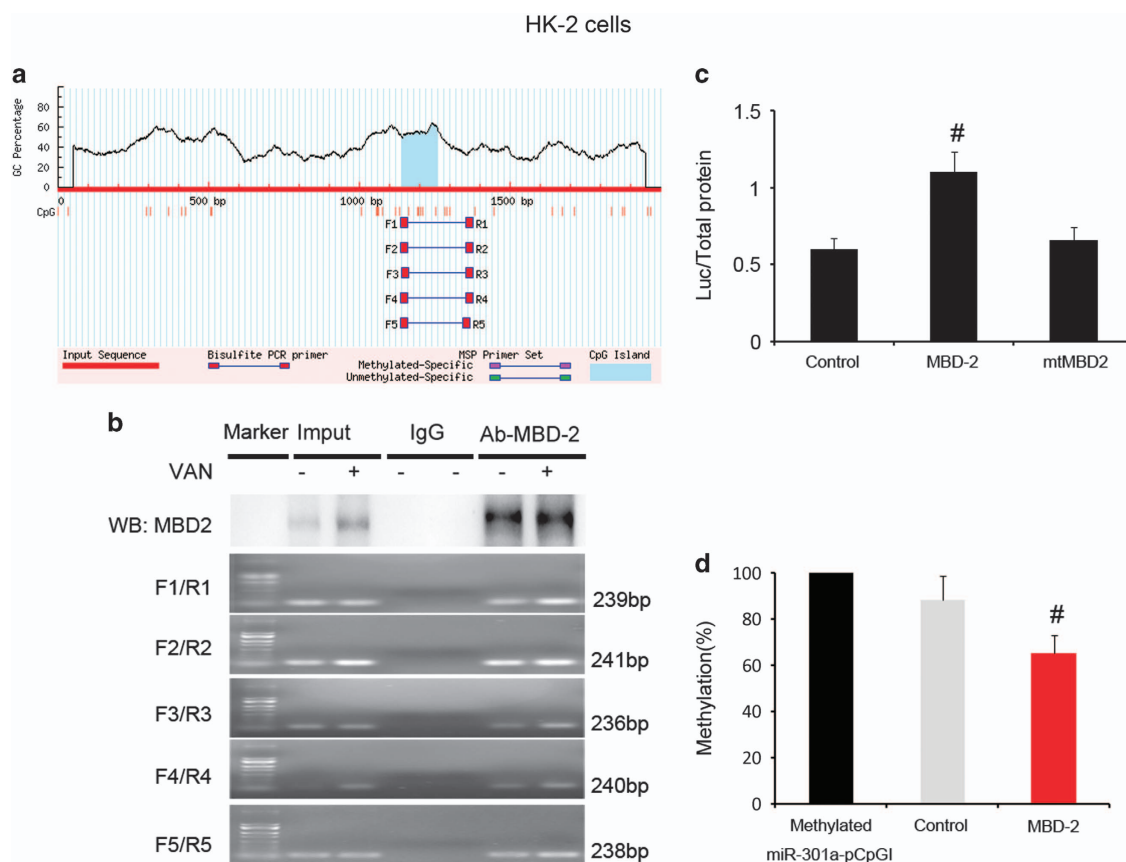 HK-2 cells
a
GC Percentage
80
60
40
20
0
0
500 bp
1000 bp
1500 bp
CpG
F1 R1
F2 R2
F3 R3
F4 R4
F5 R5
Input Sequence
Bisulfite PCR primer
MSP Primer Set
CpG Island
Methylated-Specific
Unmethylated-Specific
b
Marker Imput IgG Ab-MBD-2
VAN - + - - - +
WB: MBD2
F1/R1 239bp
F2/R2 241bp
F3/R3 236bp
F4/R4 240bp
F5/R5 238bp
c
Luc/Total protein
1.5
1
0.5
0
#
Control MBD-2 mtMBD2
d
Methylation(%)
100
80
60
40
20
0
#
Methylated Control MBD-2
miR-301a-pCpGI